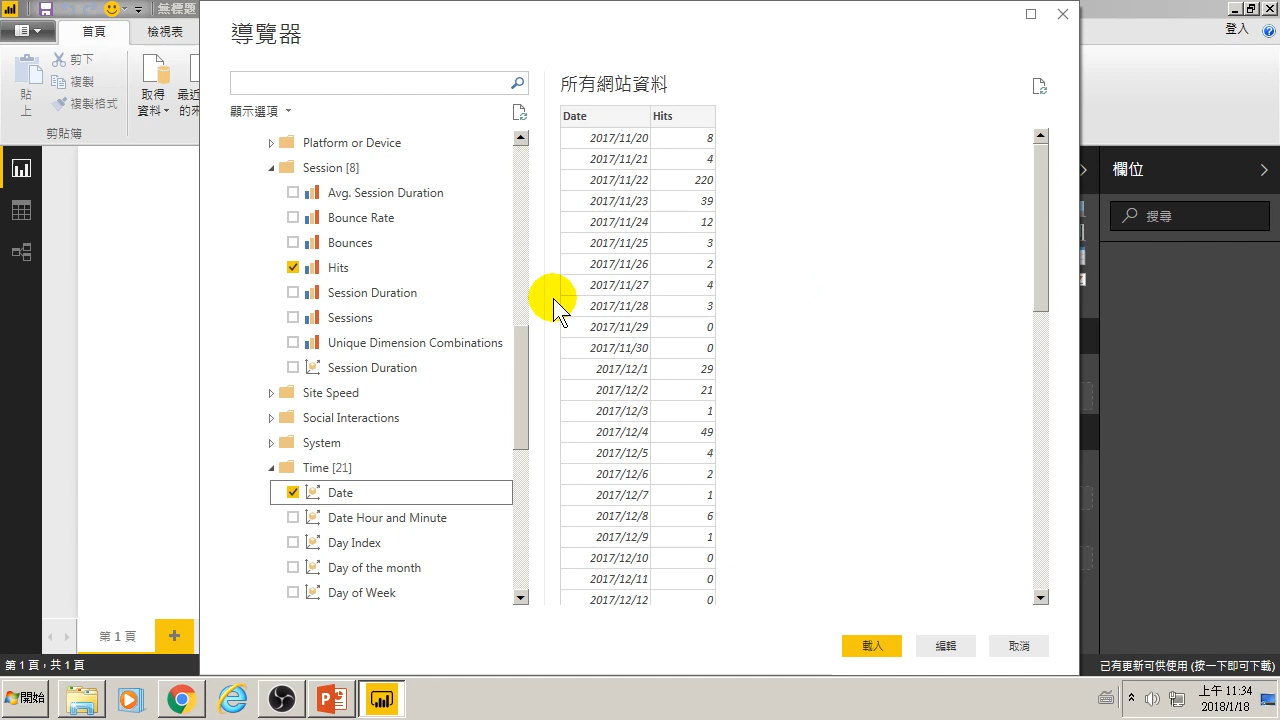 無標題
導覽器
首頁
檢視表
登入
剪下
複製
複製格式
貼上
取得
資料
最近
的來
剪貼簿
顯示選項
Platform or Device
Session [8]
Avg. Session Duration
Bounce Rate
Bounces
Hits
Session Duration
Sessions
Unique Dimension Combinations
Session Duration
Site Speed
Social Interactions
System
Time [21]
Date
Date Hour and Minute
Day Index
Day of the month
Day of Week
所有網站資料
Date Hits
2017/11/20 8
2017/11/21 4
2017/11/22 220
2017/11/23 39
2017/11/24 12
2017/11/25 3
2017/11/26 2
2017/11/27 4
2017/11/28 3
2017/11/29 0
2017/11/30 0
2017/12/1 29
2017/12/2 21
2017/12/3 1
2017/12/4 49
2017/12/5 4
2017/12/6 2
2017/12/7 1
2017/12/8 6
2017/12/9 1
2017/12/10 0
2017/12/11 0
2017/12/12 0
載入
編輯
取消
欄位
搜尋
第 1 頁
第 1 頁，共 1 頁
已有更新可供使用 (按一下即可下載)
開始
上午 11:34
2018/1/18